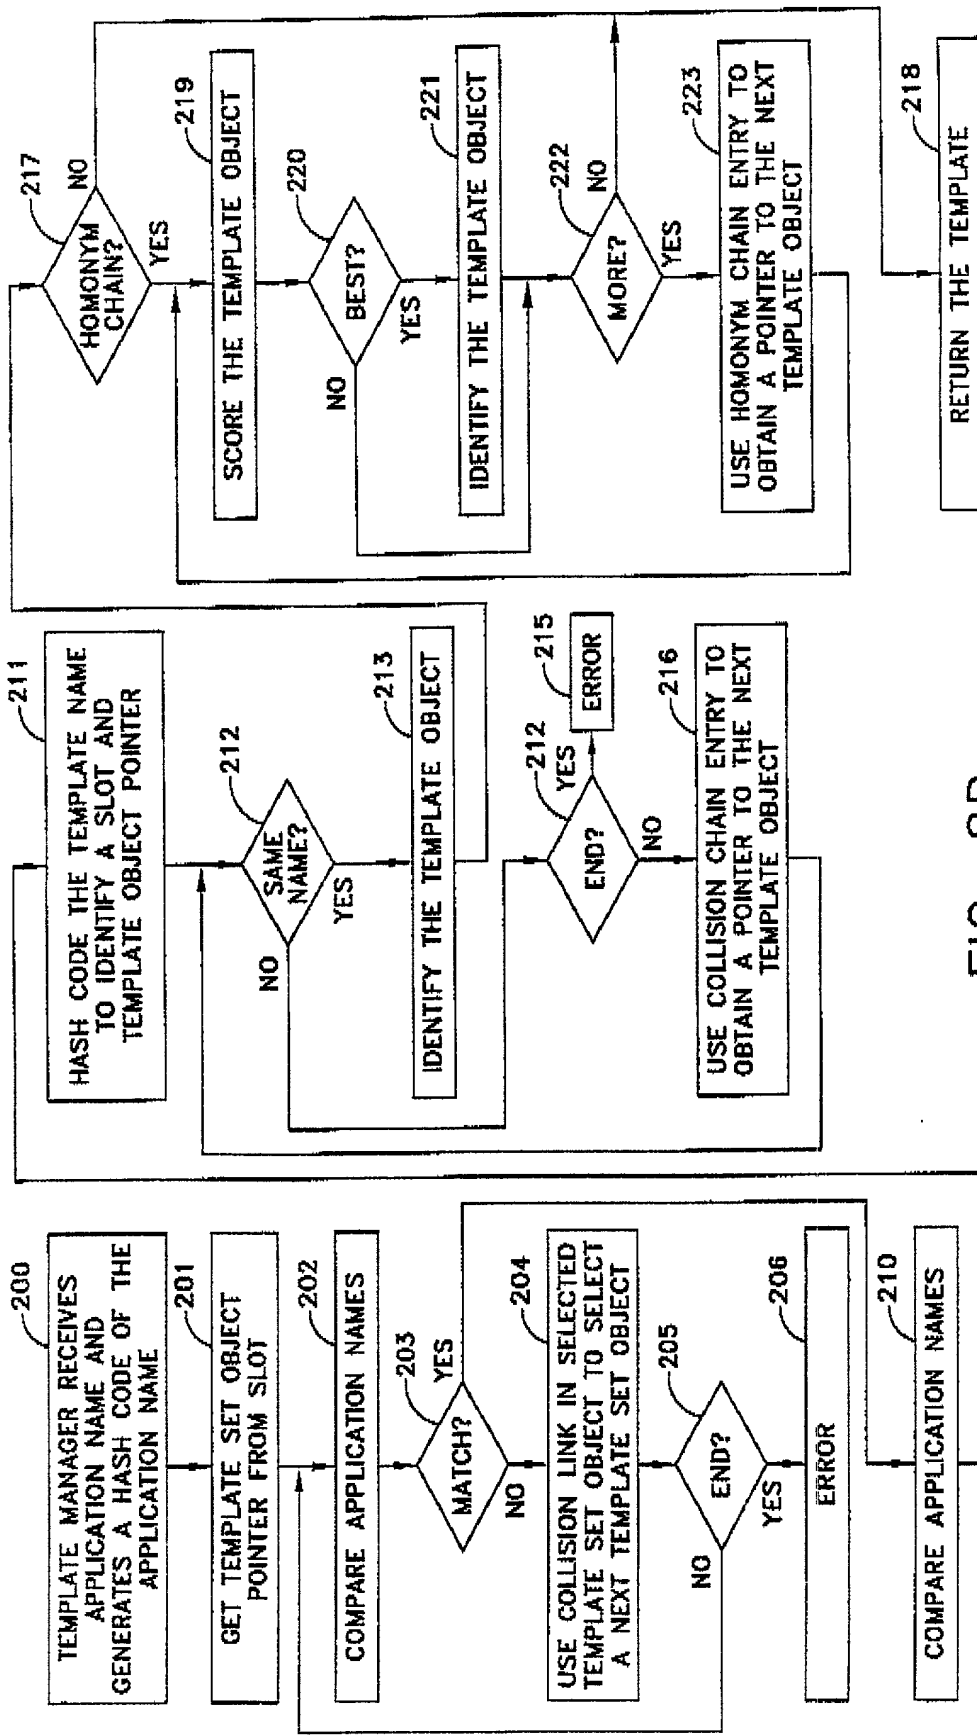 200
TEMPLATE MANAGER RECEIVES
APPLICATION NAME AND
GENERATES A HASH CODE OF THE
APPLICATION NAME
201
GET TEMPLATE SET OBJECT
POINTER FROM SLOT
202
COMPARE APPLICATION NAMES
203
MATCH?
YES
NO
204
USE COLLISION LINK IN SELECTED
TEMPLATE SET OBJECT TO SELECT
A NEXT TEMPLATE SET OBJECT
205
END?
NO
YES
206
ERROR
210
COMPARE APPLICATION NAMES
211
HASH CODE THE TEMPLATE NAME
TO IDENTIFY A SLOT AND
TEMPLATE OBJECT POINTER
212
SAME
NAME?
NO
YES
213
IDENTIFY THE TEMPLATE OBJECT
212
END?
YES
215
ERROR
NO
216
USE COLLISION CHAIN ENTRY TO
OBTAIN A POINTER TO THE NEXT
TEMPLATE OBJECT
217
HOMONYM
CHAIN?
NO
YES
219
SCORE THE TEMPLATE OBJECT
220
BEST?
NO
YES
221
IDENTIFY THE TEMPLATE OBJECT
222
MORE?
NO
YES
223
USE HOMONYM CHAIN ENTRY TO
OBTAIN A POINTER TO THE NEXT
TEMPLATE OBJECT
218
RETURN THE TEMPLATE